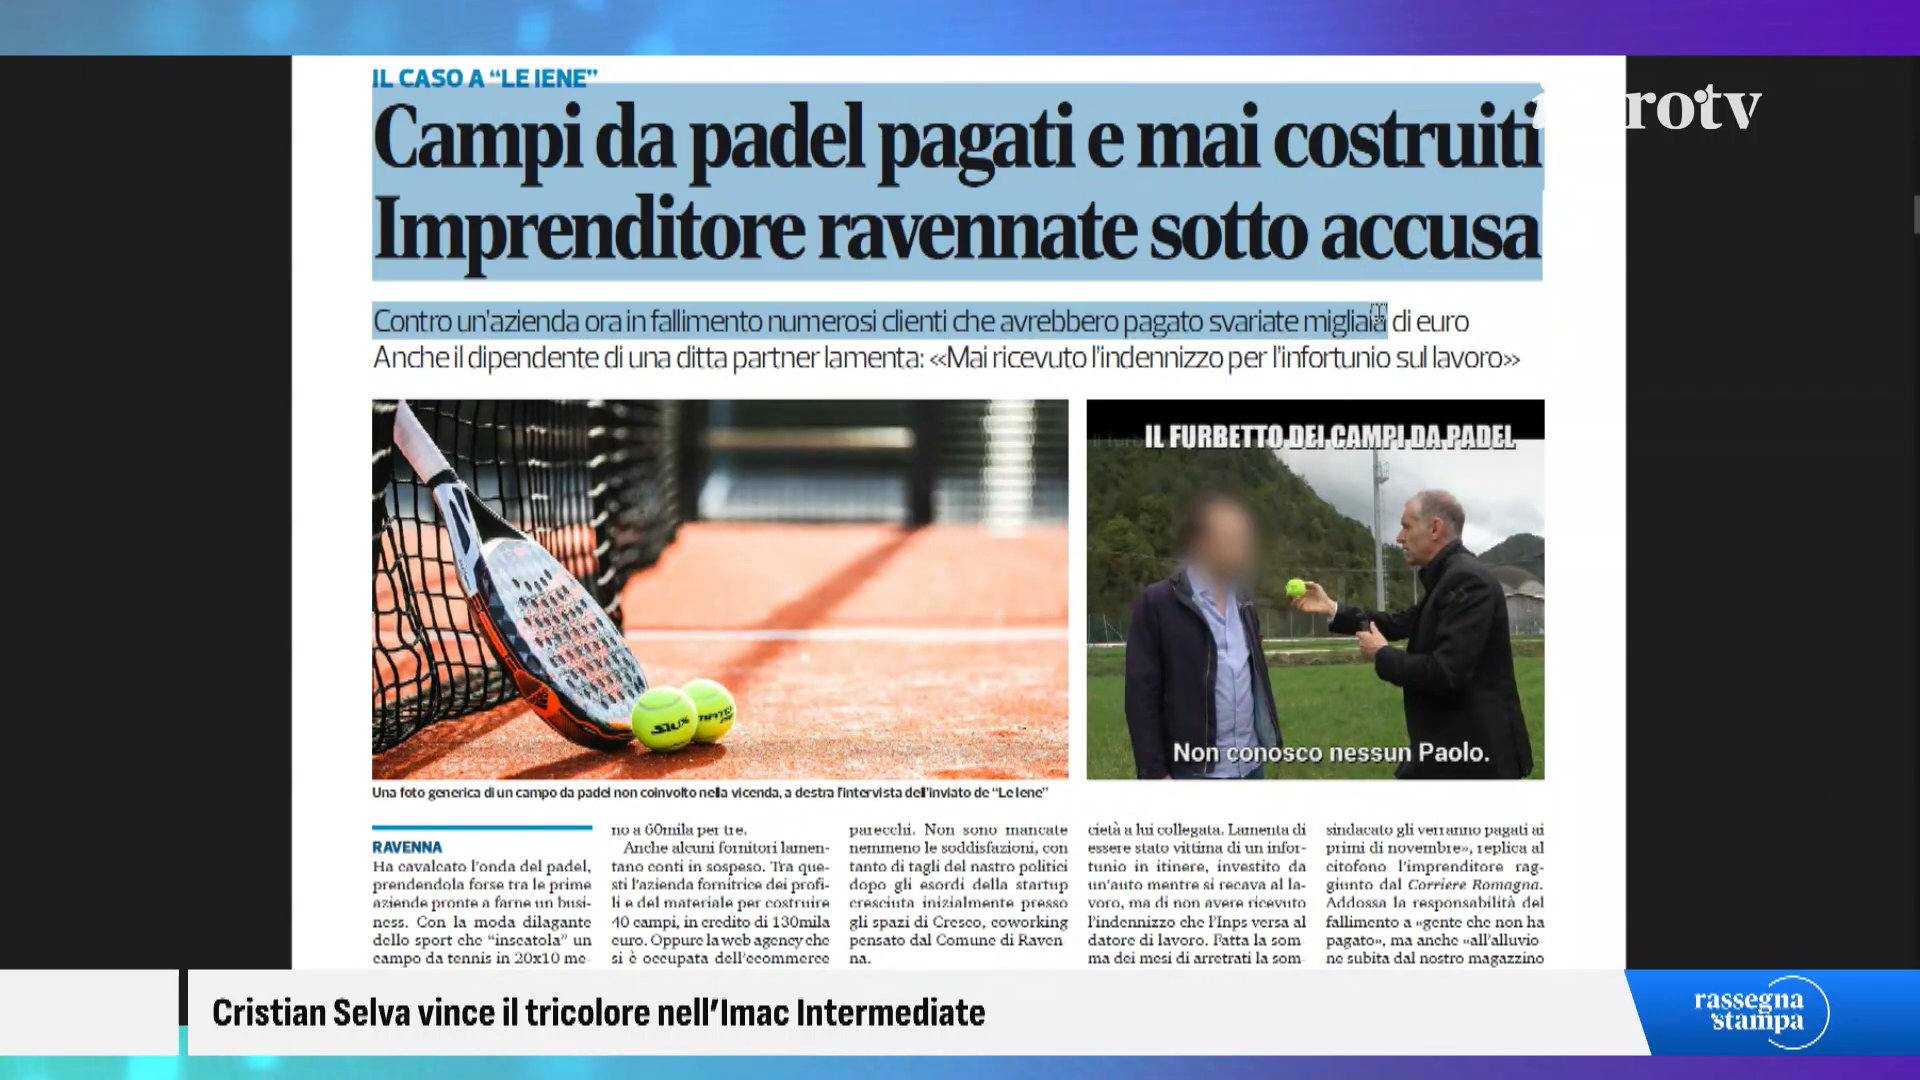 rotv
IL CASO A “LE IENE”
Campi da padel pagati e mai costruiti
Imprenditore ravennate sotto accusa
Contro un'azienda ora in fallimento numerosi clienti che avrebbero pagato svariate migliaia di euro
Anche il dipendente di una ditta partner lamenta: «Mai ricevuto l'indennizzo per l'infortunio sul lavoro»
IL FURBETTO DEI CAMPI DA PADEL
SIUX
Non conosco nessun Paolo.
Una foto generica di un campo da padel non coinvolto nella vicenda, a destra l'intervista dell'inviato de “Le Iene”
RAVENNA
Ha cavalcato l'onda del padel,
prendendola forse tra le prime
aziende pronte a farne un busi-
ness. Con la moda dilagante
dello sport che “inscatola” un
campo da tennis in 20x10 me-
no a 60mila per tre.
Anche alcuni fornitori lamen-
tano conti in sospeso. Tra que-
sti l'azienda fornitrice dei profi-
li e del materiale per costruire
40 campi, in credito di 130mila
euro. Oppure la web agency che
si è occupata dell'ecommerce
parecchi. Non sono mancate
nemmeno le soddisfazioni, con
tanto di tagli del nastro politici
dopo gli esordi della startup
cresciuta inizialmente presso
gli spazi di Cresco, coworking
pensato dal Comune di Raven
na.
cietà a lui collegata. Lamenta di
essere stato vittima di un infor-
tunio in itinere, investito da
un'auto mentre si recava al la-
voro, ma di non avere ricevuto
l'indennizzo che l'Inps versa al
datore di lavoro. Fatta la som
ma dei mesi di arretrati la som-
sindacato gli verranno pagati ai
primi di novembre», replica al
citofono l'imprenditore rag-
giunto dal Corriere Romagna.
Addossa la responsabilità del
fallimento a «gente che non ha
pagato», ma anche «all'alluvio
ne subita dal nostro magazzino
Cristian Selva vince il tricolore nell'Imac Intermediate
rassegna
stampa